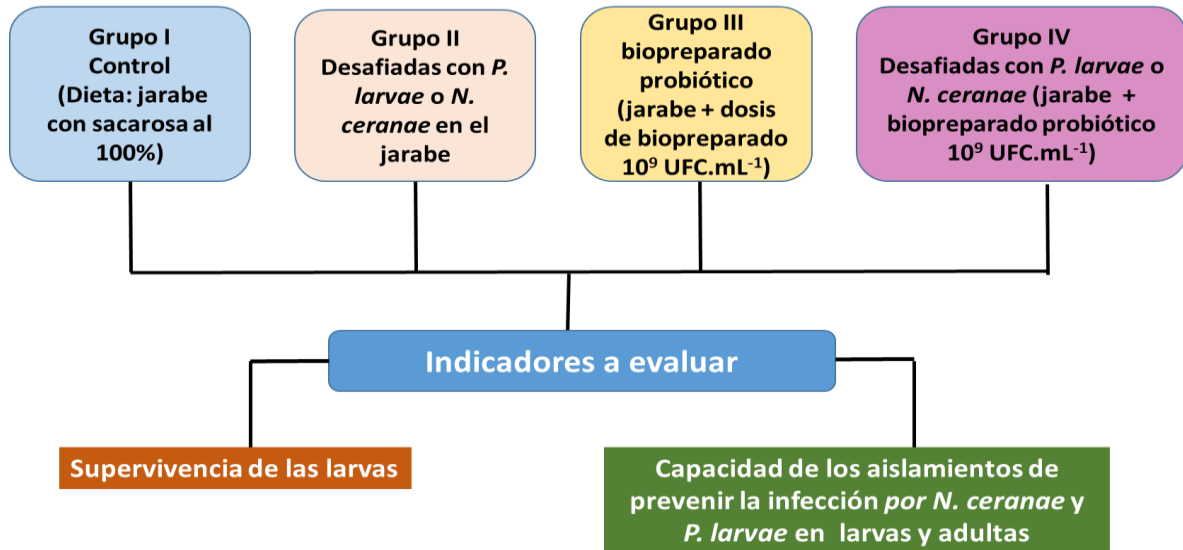 Grupo I
Control
(Dieta: jarabe
con sacarosa al
100%)
Grupo II
Desafiadas con P.
larvae o N.
ceranae en el
jarabe
Grupo III
biopreparado
probiótico
(jarabe + dosis
de biopreparado
10⁹ UFC.mL⁻¹)
Grupo IV
Desafiadas con P. larvae o
N. ceranae (jarabe +
biopreparado probiótico
10⁹ UFC.mL⁻¹)
Indicadores a evaluar
Supervivencia de las larvas
Capacidad de los aislamientos de
prevenir la infección por N. ceranae y
P. larvae en larvas y adultas